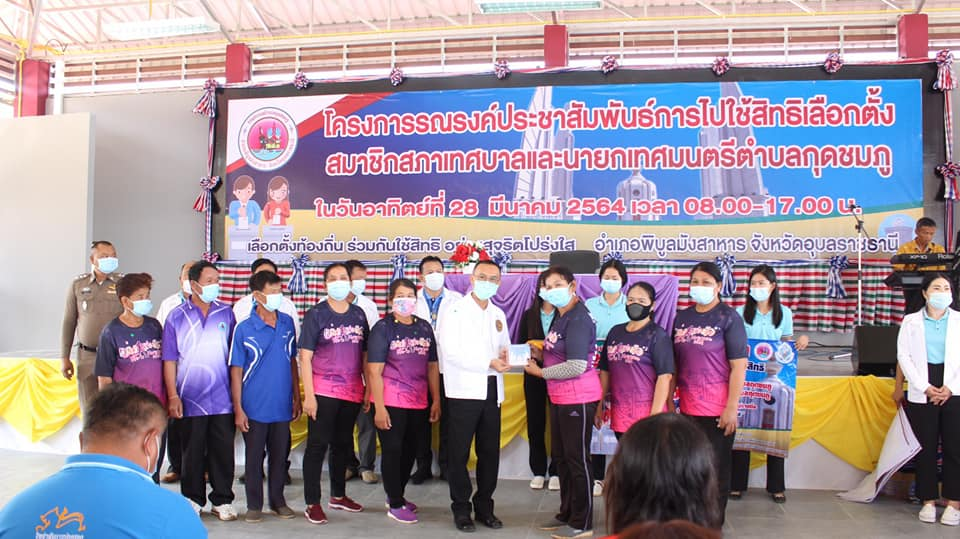 โครงการรณรงค์ประชาสัมพันธ์การไปใช้สิทธิเลือกตั้ง
สมาชิกสภาเทศบาลและนายกเทศมนตรีตำบลกุดชมภู
ในวันอาทิตย์ที่ 28 มีนาคม 2564 เวลา 08.00-17.00 น.
เลือกตั้งท้องถิ่น ร่วมกันใช้สิทธิ อย่างสุจริตโปร่งใส อำเภอพิบูลมังสาหาร จังหวัดอุบลราชธานี
Roland